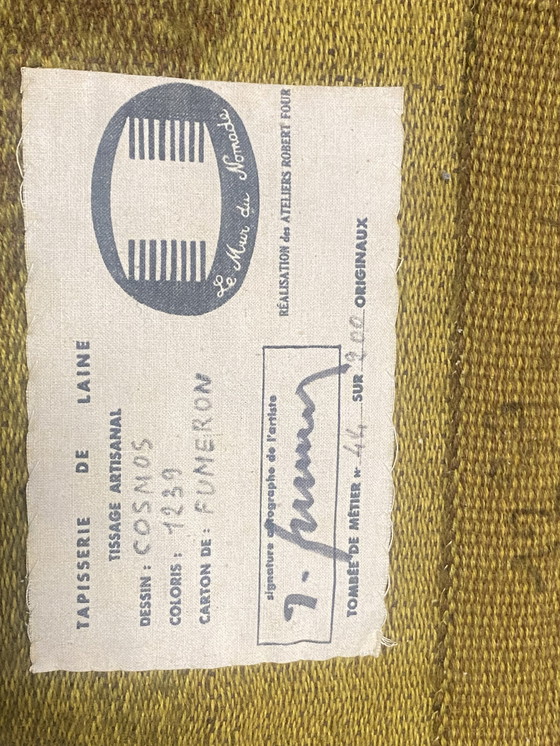 TAPISSERIE DE LAINE
TISSAGE ARTISANAL
DESSIN : COSMOS
COLORIS : 1239
CARTON DE : FUMERON
Le Mur du Nomade
signature autographe de l'artiste
RÉALISATION des ATELIERS ROBERT FOUR
TOMBÉE DE MÉTIER N° 44 SUR 200 ORIGINAUX